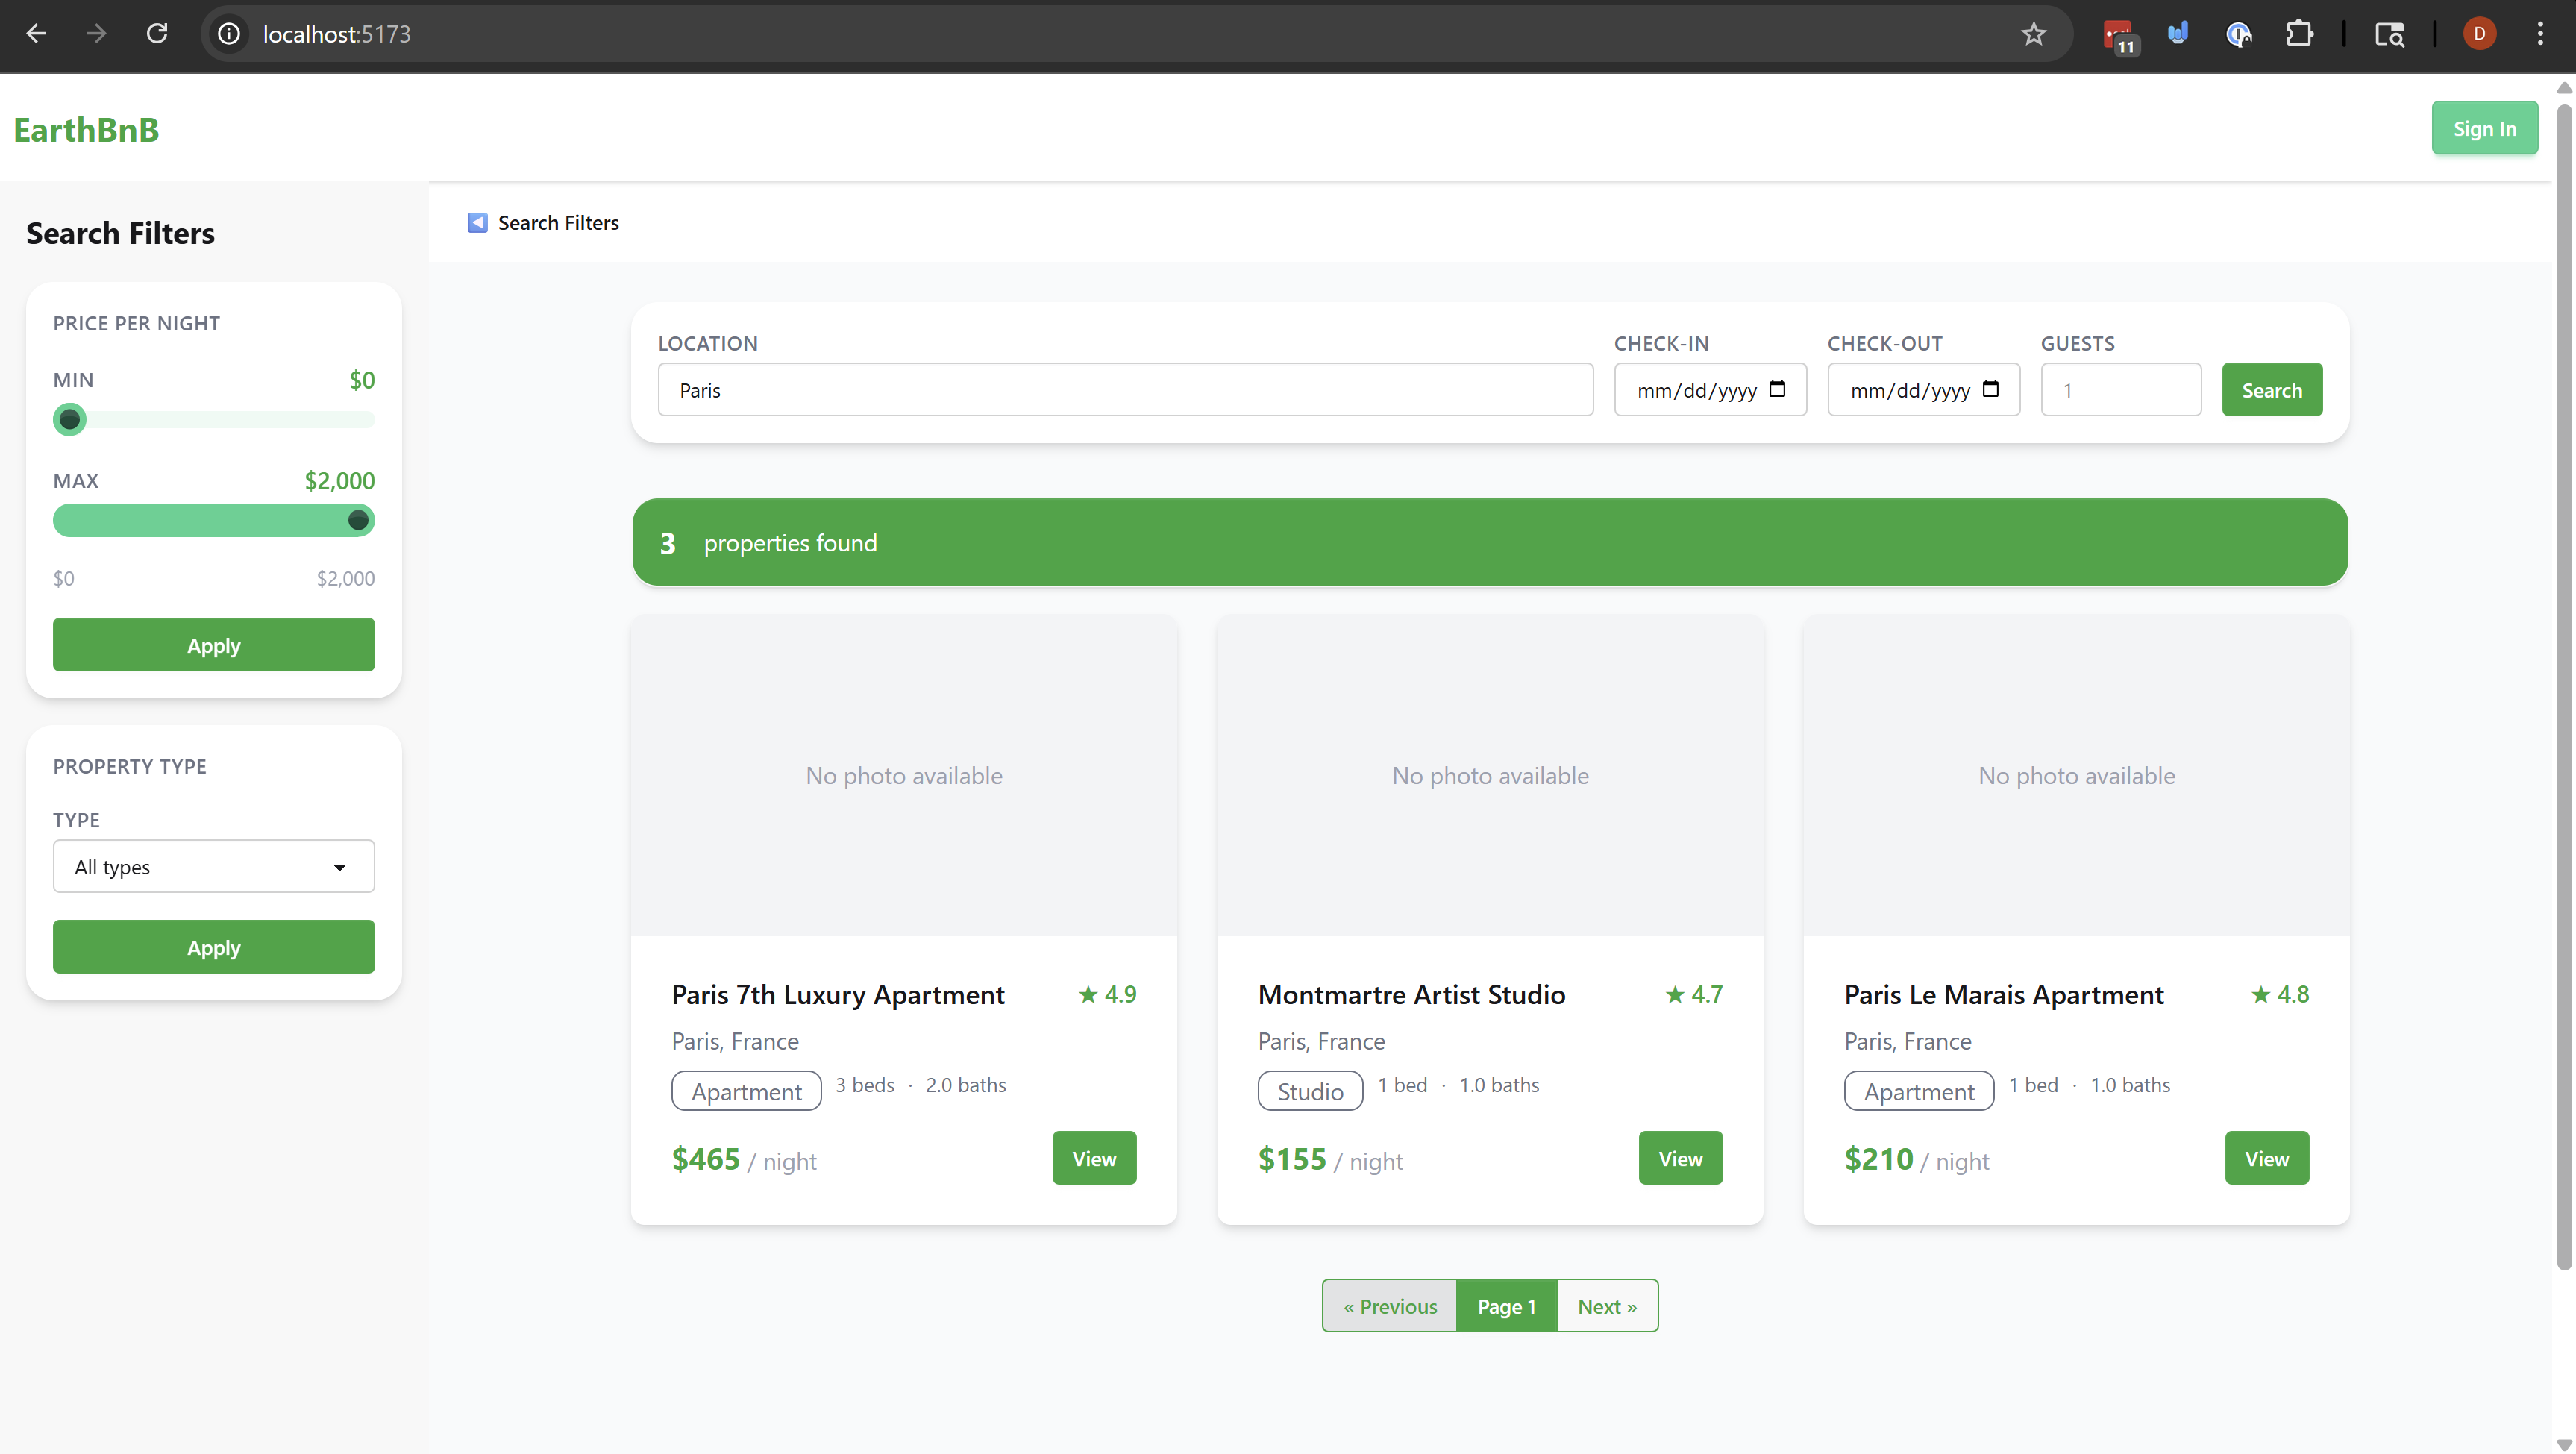 localhost:5173
11
D
EarthBnB
Sign In
Search Filters
PRICE PER NIGHT
MIN $0
MAX $2,000
$0 $2,000
Apply
PROPERTY TYPE
TYPE
All types
Apply
◀ Search Filters
LOCATION CHECK-IN CHECK-OUT GUESTS
Paris mm/dd/yyyy mm/dd/yyyy 1 Search
3 properties found
No photo available
Paris 7th Luxury Apartment ★ 4.9
Paris, France
Apartment 3 beds · 2.0 baths
$465 / night View
No photo available
Montmartre Artist Studio ★ 4.7
Paris, France
Studio 1 bed · 1.0 baths
$155 / night View
No photo available
Paris Le Marais Apartment ★ 4.8
Paris, France
Apartment 1 bed · 1.0 baths
$210 / night View
« Previous Page 1 Next »